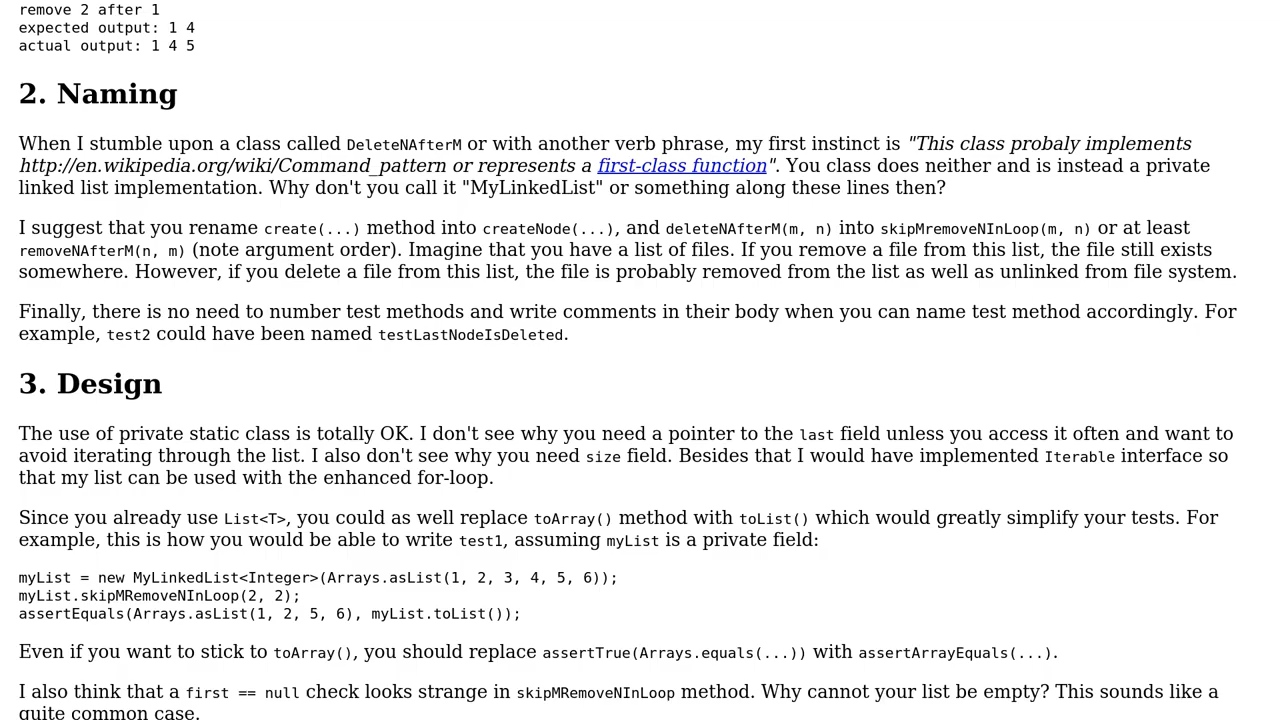 remove 2 after 1
expected output: 1 4
actual output: 1 4 5
2. Naming
When I stumble upon a class called DeleteNAfterM or with another verb phrase, my first instinct is "This class probaly implements
http://en.wikipedia.org/wiki/Command_pattern or represents a first-class function". You class does neither and is instead a private
linked list implementation. Why don't you call it "MyLinkedList" or something along these lines then?
I suggest that you rename create(...) method into createNode(...), and deleteNAfterM(m, n) into skipMremoveNInLoop(m, n) or at least
removeNAfterM(n, m) (note argument order). Imagine that you have a list of files. If you remove a file from this list, the file still exists
somewhere. However, if you delete a file from this list, the file is probably removed from the list as well as unlinked from file system.
Finally, there is no need to number test methods and write comments in their body when you can name test method accordingly. For
example, test2 could have been named testLastNodeIsDeleted.
3. Design
The use of private static class is totally OK. I don't see why you need a pointer to the last field unless you access it often and want to
avoid iterating through the list. I also don't see why you need size field. Besides that I would have implemented Iterable interface so
that my list can be used with the enhanced for-loop.
Since you already use List<T>, you could as well replace toArray() method with toList() which would greatly simplify your tests. For
example, this is how you would be able to write test1, assuming myList is a private field:
myList = new MyLinkedList<Integer>(Arrays.asList(1, 2, 3, 4, 5, 6));
myList.skipMRemoveNInLoop(2, 2);
assertEquals(Arrays.asList(1, 2, 5, 6), myList.toList());
Even if you want to stick to toArray(), you should replace assertTrue(Arrays.equals(...)) with assertArrayEquals(...).
I also think that a first == null check looks strange in skipMRemoveNInLoop method. Why cannot your list be empty? This sounds like a
quite common case.